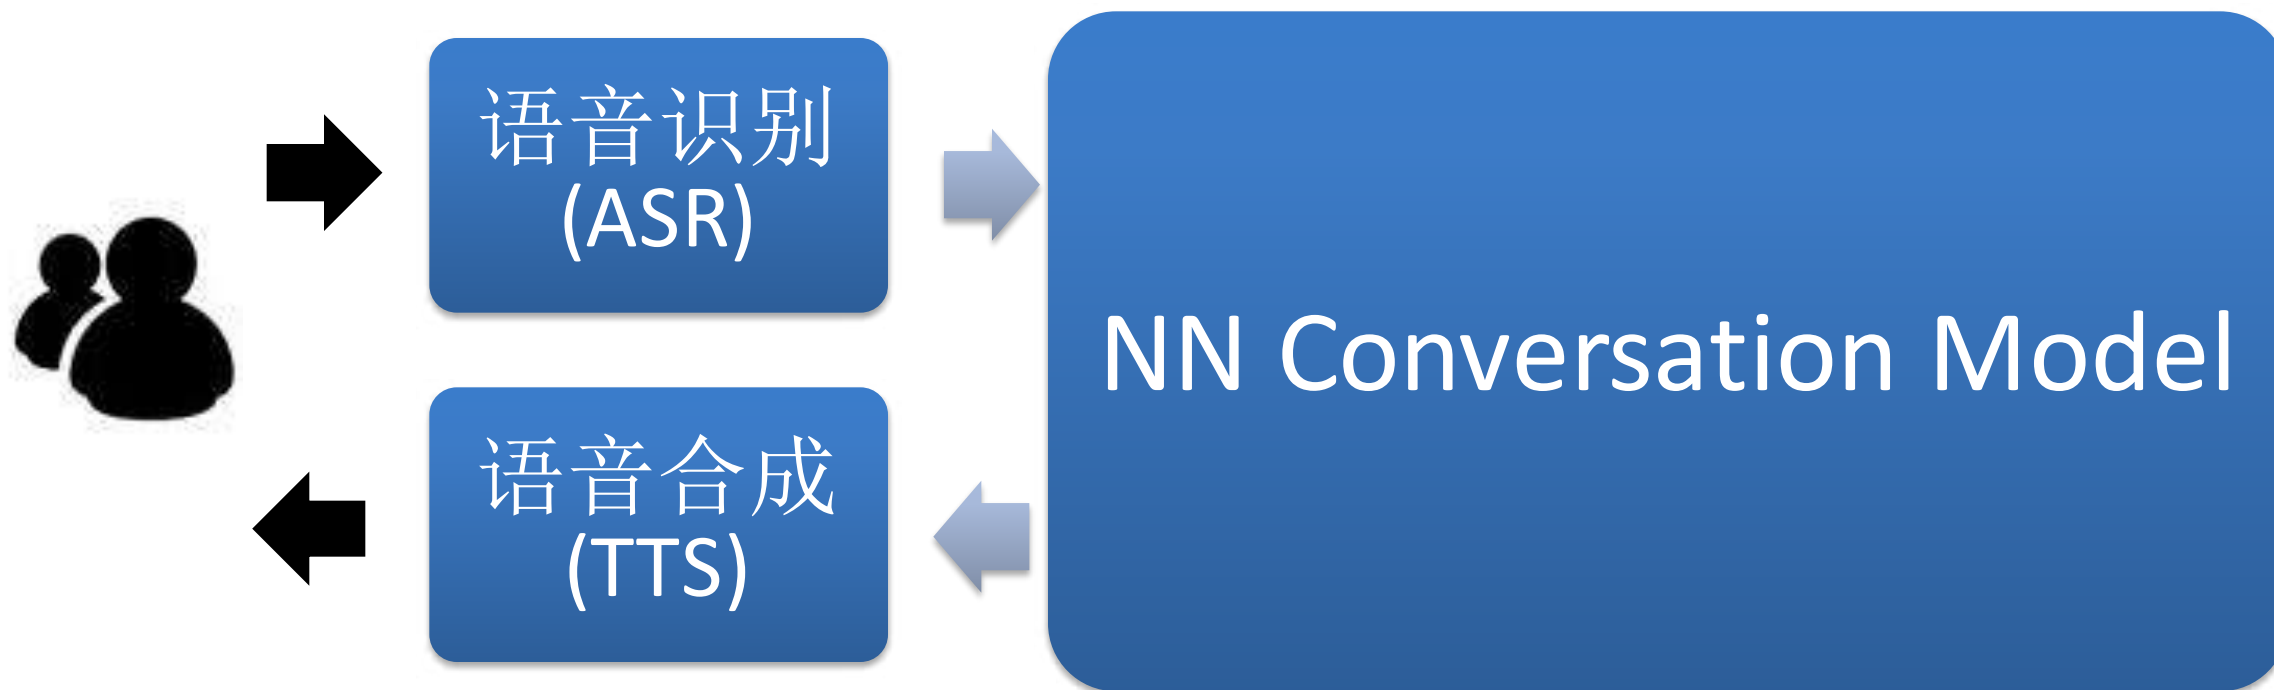 语音识别
(ASR)
NN Conversation Model
语音合成
(TTS)